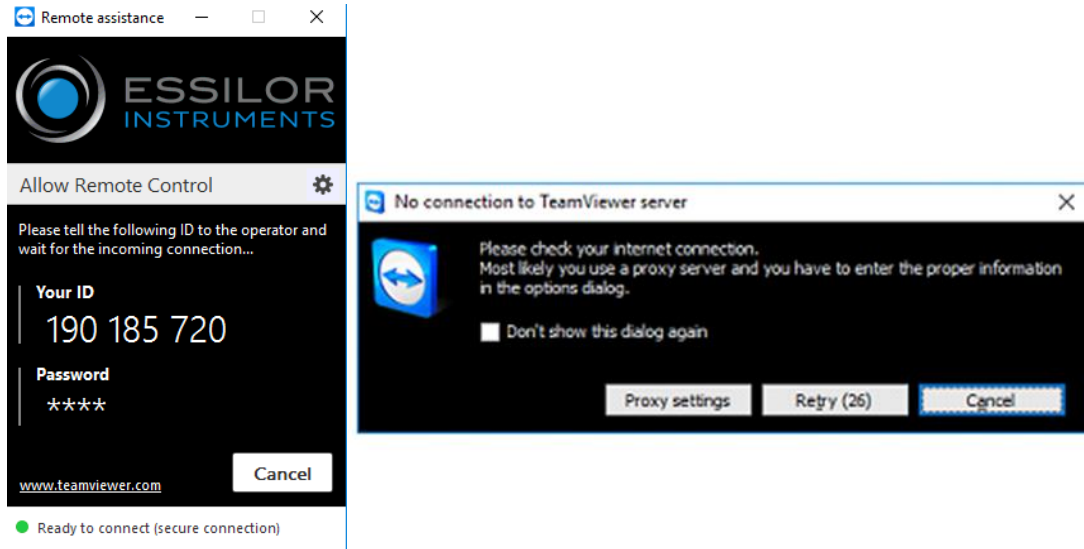 Remote assistance
ESSILOR
INSTRUMENTS
Allow Remote Control
Please tell the following ID to the operator and
wait for the incoming connection...
Your ID
190 185 720
Password
****
www.teamviewer.com
Cancel
Ready to connect (secure connection)
No connection to TeamViewer server
Please check your internet connection.
Most likely you use a proxy server and you have to enter the proper information
in the options dialog.
Don't show this dialog again
Proxy settings
Retry (26)
Cancel